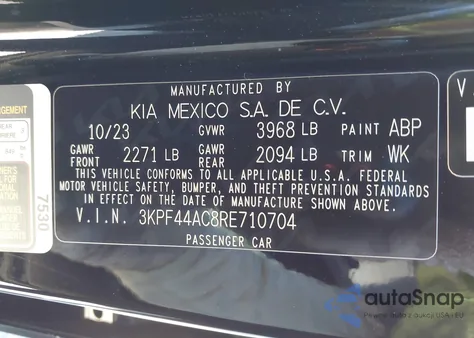 MANUFACTURED BY
KIA MEXICO S.A. DE C.V.
10/23 GVWR 3968 LB PAINT ABP
GAWR FRONT 2271 LB GAWR REAR 2094 LB TRIM WK
THIS VEHICLE CONFORMS TO ALL APPLICABLE U.S.A. FEDERAL
MOTOR VEHICLE SAFETY, BUMPER, AND THEFT PREVENTION STANDARDS
IN EFFECT ON THE DATE OF MANUFACTURE SHOWN ABOVE.
V.I.N. 3KPF44AC8RE710704
PASSENGER CAR
7530
autoSnap